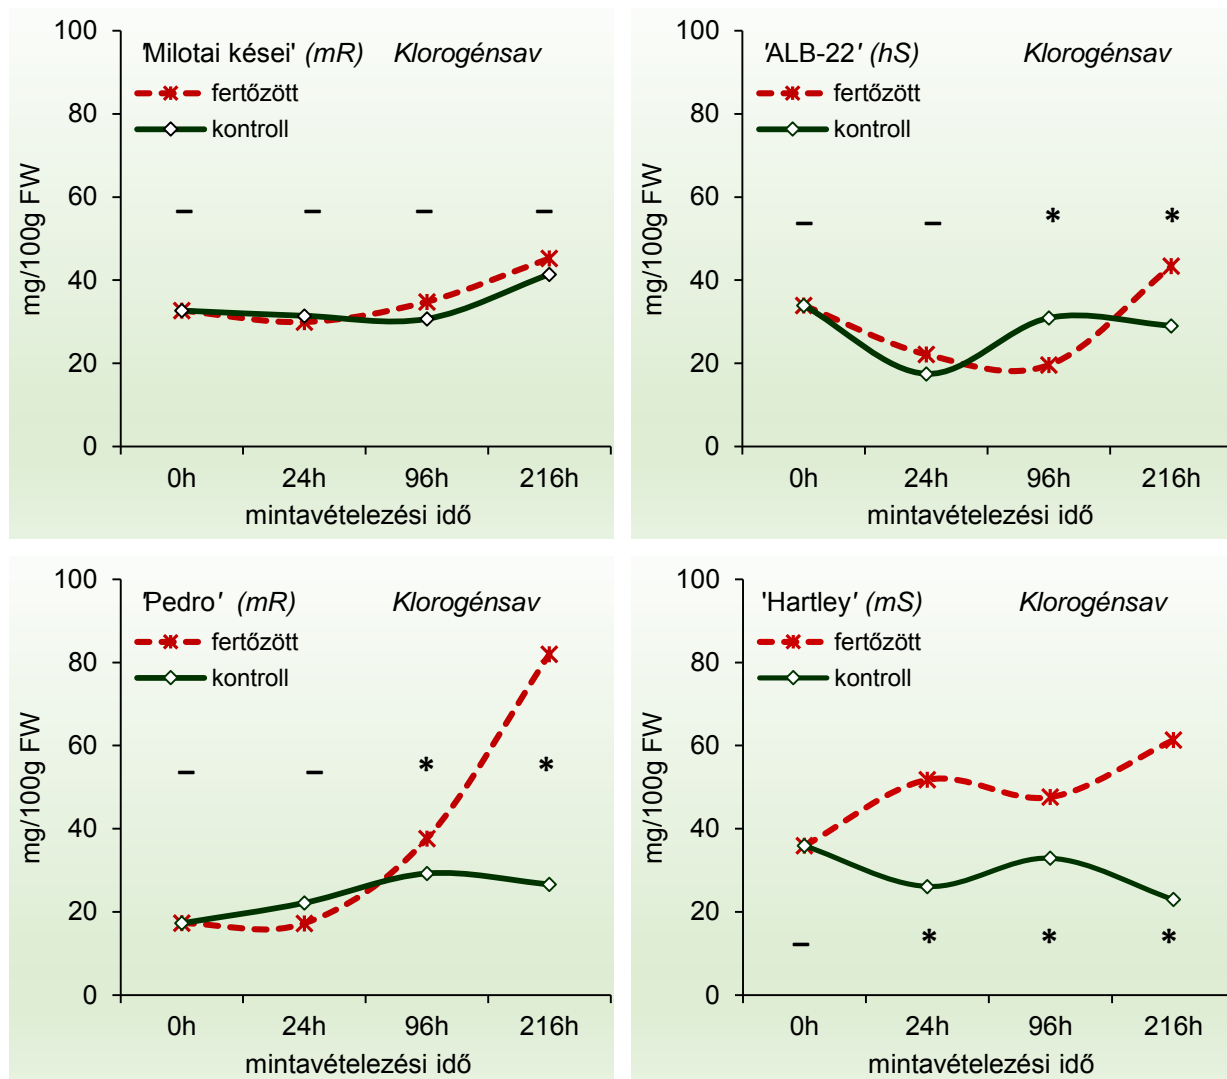 'Milotai kései' (mR) Klorogénsav
fertőzött
kontroll
mg/100g FW
100
80
60
40
20
0
– – – –
0h 24h 96h 216h
mintavételezési idő
'ALB-22' (hS) Klorogénsav
fertőzött
kontroll
mg/100g FW
100
80
60
40
20
0
– – * *
0h 24h 96h 216h
mintavételezési idő
'Pedro' (mR) Klorogénsav
fertőzött
kontroll
mg/100g FW
100
80
60
40
20
0
– – * *
0h 24h 96h 216h
mintavételezési idő
'Hartley' (mS) Klorogénsav
fertőzött
kontroll
mg/100g FW
100
80
60
40
20
0
– * * *
0h 24h 96h 216h
mintavételezési idő